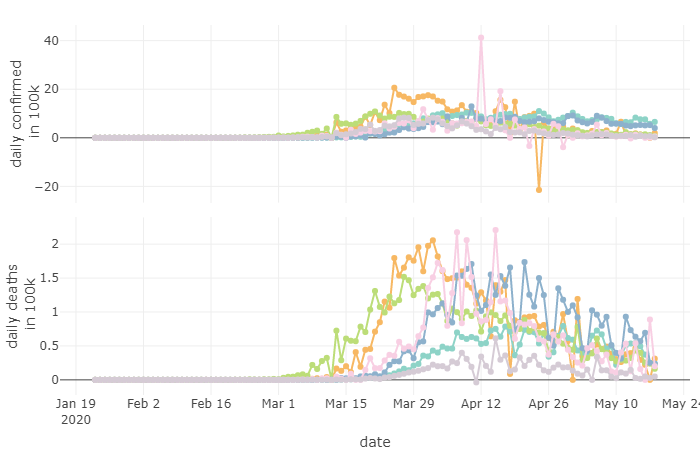 daily confirmed
in 100k
40
20
0
−20
daily deaths
in 100k
2
1.5
1
0.5
0
Jan 19
2020
Feb 2
Feb 16
Mar 1
Mar 15
Mar 29
Apr 12
Apr 26
May 10
May 24
date